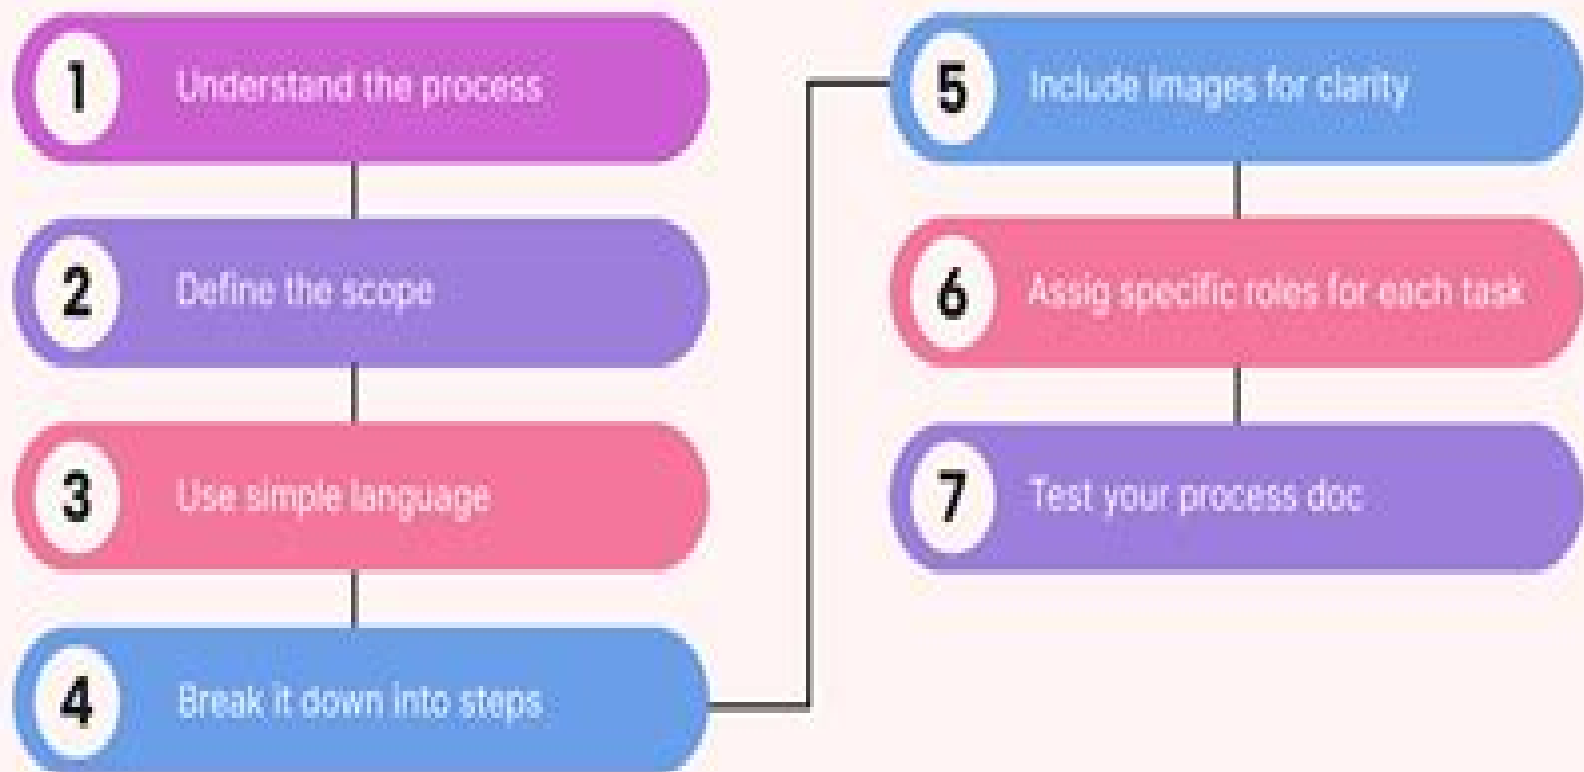 1 Understand the process
2 Define the scope
3 Use simple language
4 Break it down into steps
5 Include images for clarity
6 Assig specific roles for each task
7 Test your process doc